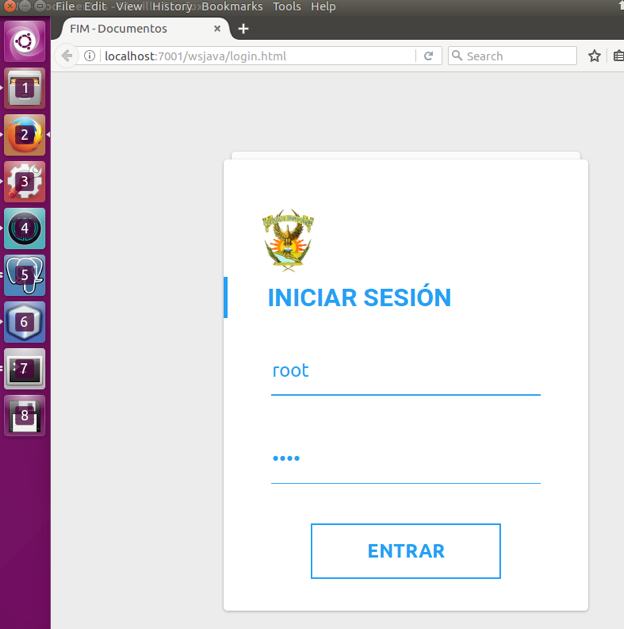 File Edit View History Bookmarks Tools Help
FIM - Documentos
localhost:7001/wsjava/login.html
Search
1
2
3
4
5
6
7
8
INICIAR SESIÓN
root
••••
ENTRAR